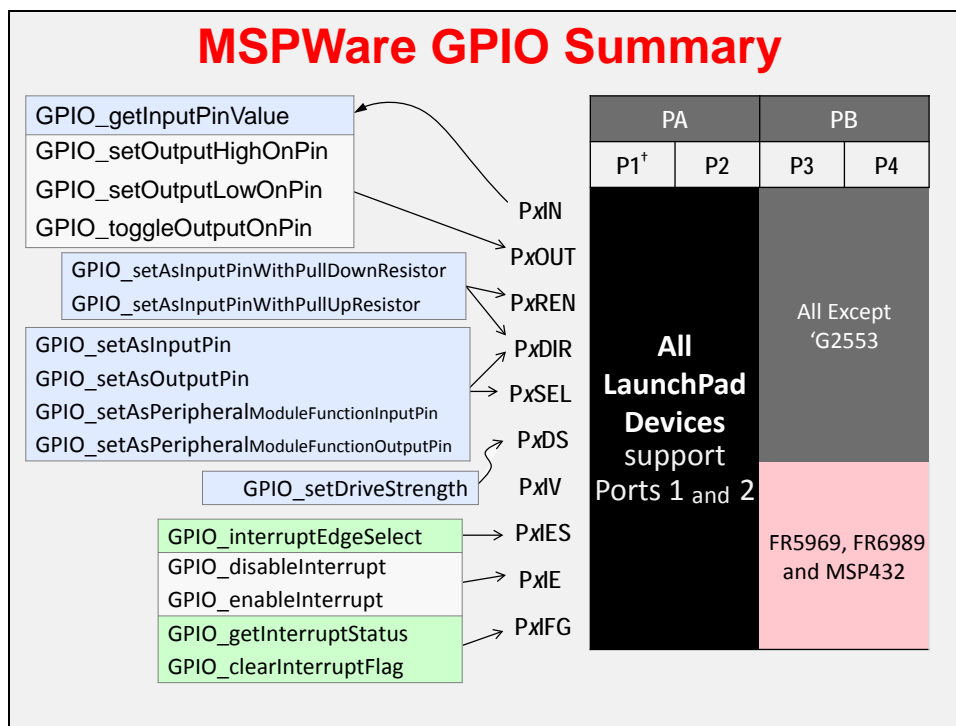 MSPWare GPIO Summary
GPIO_getInputPinValue
GPIO_setOutputHighOnPin
GPIO_setOutputLowOnPin
GPIO_toggleOutputOnPin
GPIO_setAsInputPinWithPullDownResistor
GPIO_setAsInputPinWithPullUpResistor
GPIO_setAsInputPin
GPIO_setAsOutputPin
GPIO_setAsPeripheralModuleFunctionInputPin
GPIO_setAsPeripheralModuleFunctionOutputPin
GPIO_setDriveStrength
GPIO_interruptEdgeSelect
GPIO_disableInterrupt
GPIO_enableInterrupt
GPIO_getInterruptStatus
GPIO_clearInterruptFlag
PxIN
PxOUT
PxREN
PxDIR
PxSEL
PxDS
PxIV
PxIES
PxIE
PxIFG
PA PB
P1† P2 P3 P4
All
LaunchPad
Devices
support
Ports 1 and 2
All Except
‘G2553
FR5969, FR6989
and MSP432